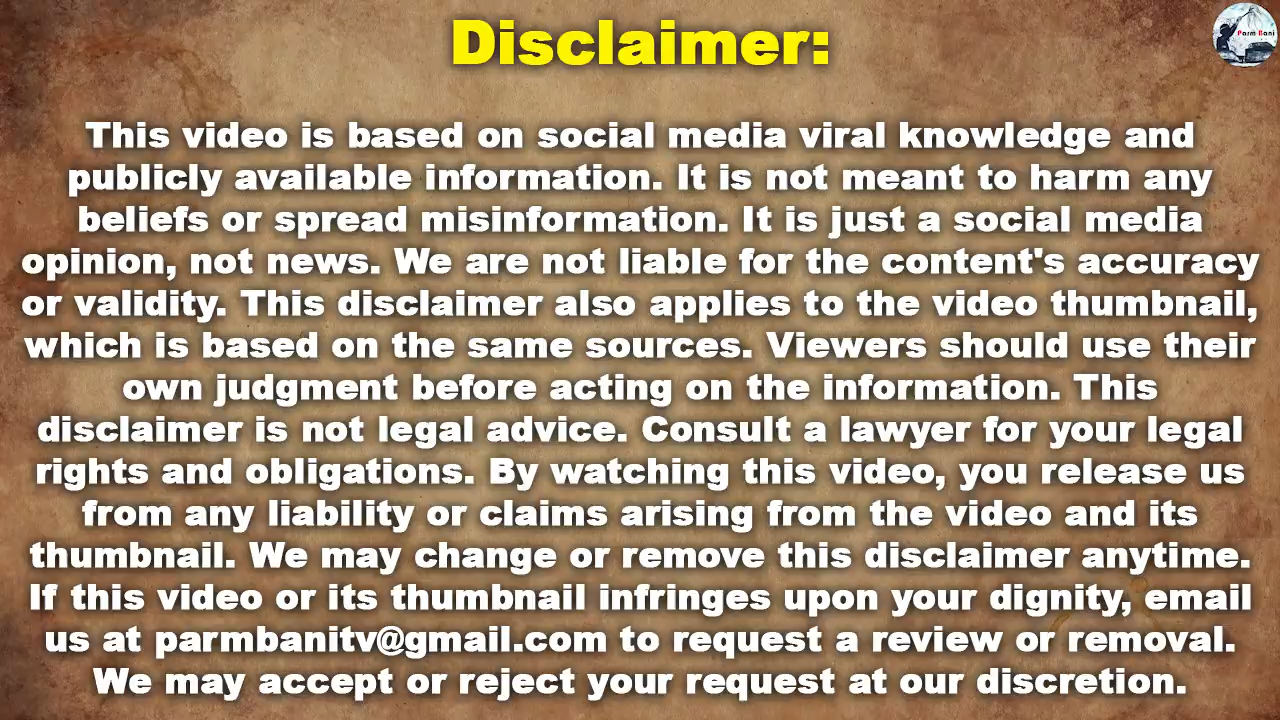 Disclaimer:
Parm Bani
This video is based on social media viral knowledge and
publicly available information. It is not meant to harm any
beliefs or spread misinformation. It is just a social media
opinion, not news. We are not liable for the content's accuracy
or validity. This disclaimer also applies to the video thumbnail,
which is based on the same sources. Viewers should use their
own judgment before acting on the information. This
disclaimer is not legal advice. Consult a lawyer for your legal
rights and obligations. By watching this video, you release us
from any liability or claims arising from the video and its
thumbnail. We may change or remove this disclaimer anytime.
If this video or its thumbnail infringes upon your dignity, email
us at parmbanitv@gmail.com to request a review or removal.
We may accept or reject your request at our discretion.